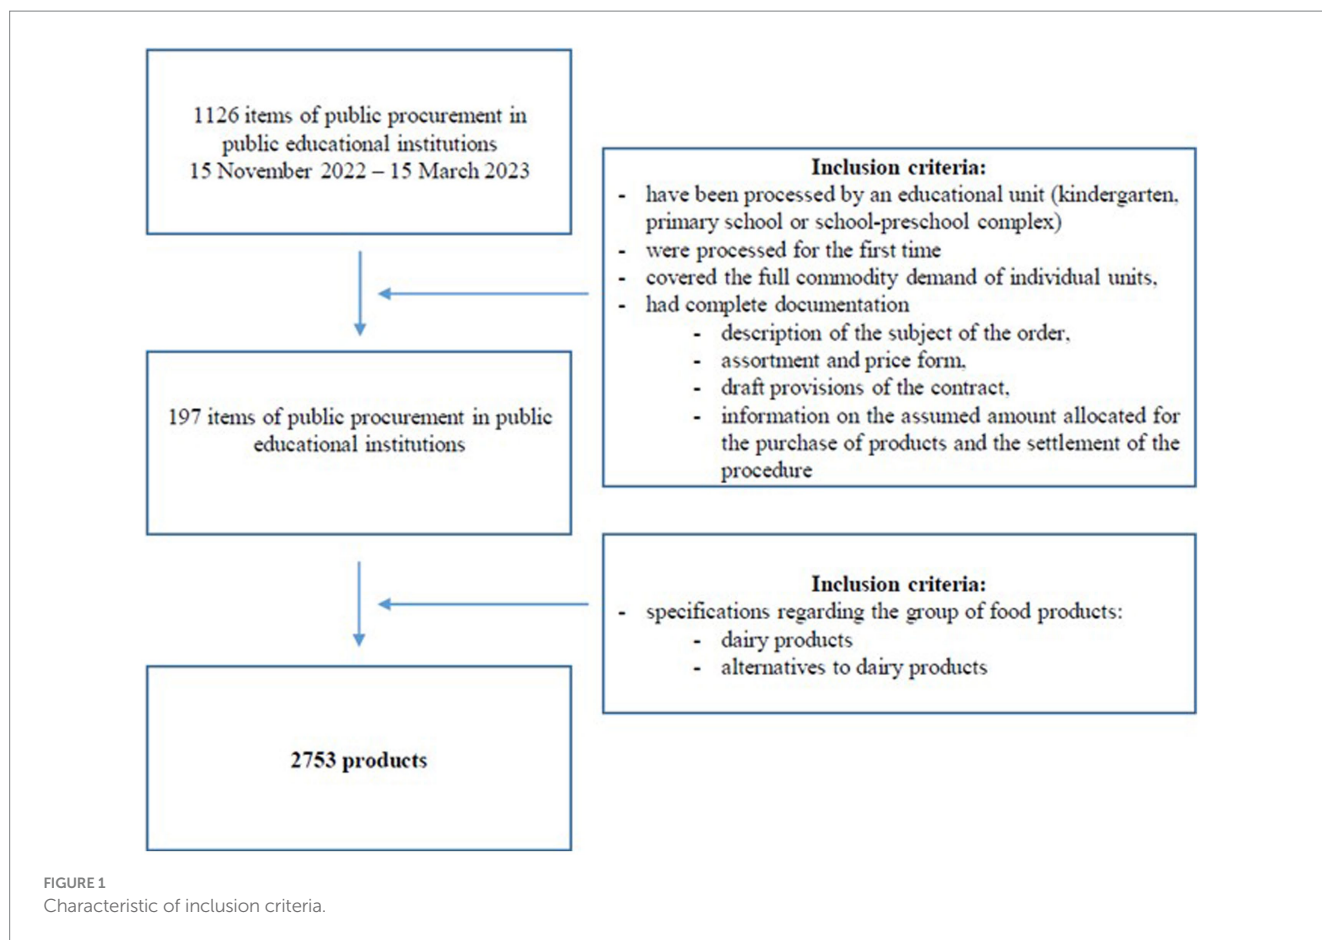 1126 items of public procurement in
public educational institutions
15 November 2022 – 15 March 2023
Inclusion criteria:
- have been processed by an educational unit (kindergarten,
primary school or school-preschool complex)
- were processed for the first time
- covered the full commodity demand of individual units,
- had complete documentation
- description of the subject of the order,
- assortment and price form,
- draft provisions of the contract,
- information on the assumed amount allocated for
the purchase of products and the settlement of the
procedure
197 items of public procurement in public
educational institutions
Inclusion criteria:
- specifications regarding the group of food products:
- dairy products
- alternatives to dairy products
2753 products
FIGURE 1
Characteristic of inclusion criteria.